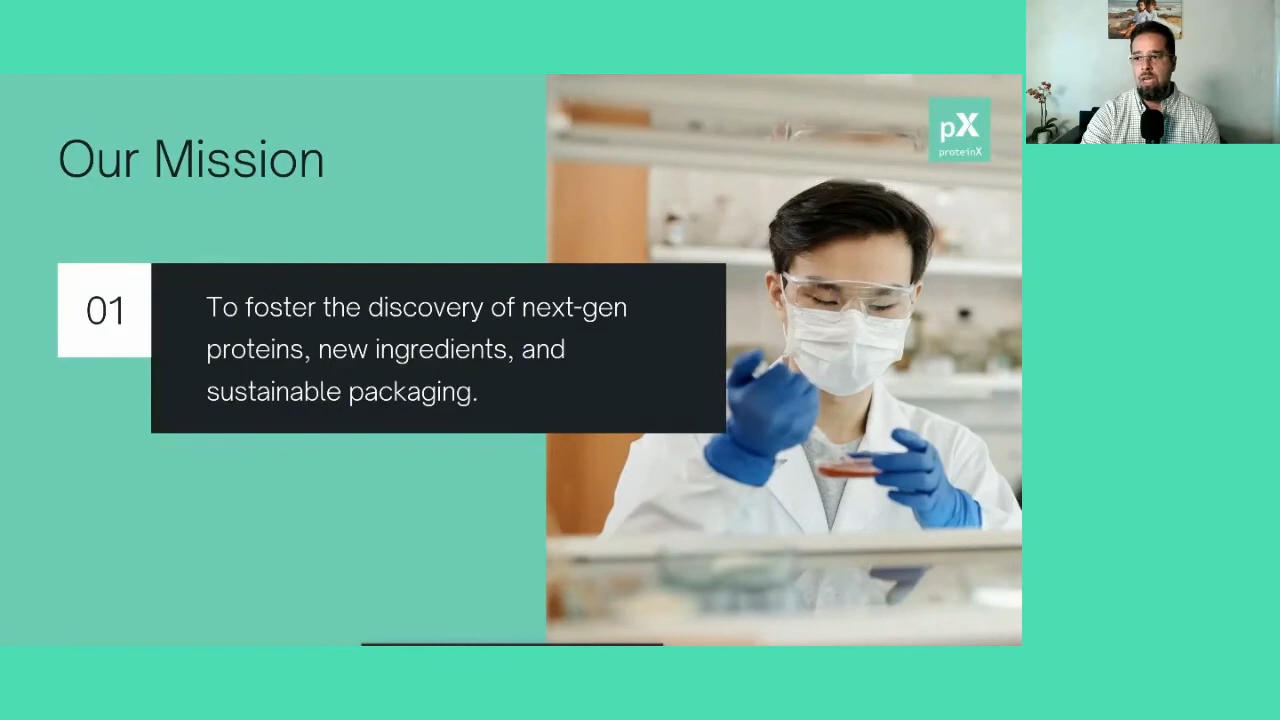 Our Mission
01
To foster the discovery of next-gen
proteins, new ingredients, and
sustainable packaging.
pX
proteinX